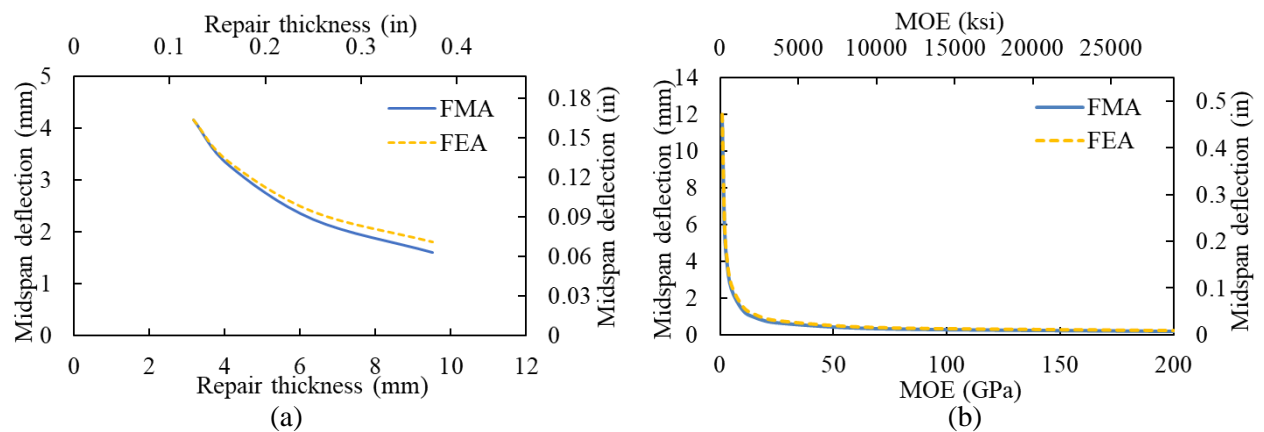 Repair thickness (in)
0 0.1 0.2 0.3 0.4
5
4
3
2
1
0
Midspan deflection (mm)
FMA
FEA
0.18
0.15
0.12
0.09
0.06
0.03
0
Midspan deflection (in)
0 2 4 6 8 10 12
Repair thickness (mm)
(a)
MOE (ksi)
0 5000 10000 15000 20000 25000
14
12
10
8
6
4
2
0
Midspan deflection (mm)
FMA
FEA
0.5
0.4
0.3
0.2
0.1
0
Midspan deflection (in)
0 50 100 150 200
MOE (GPa)
(b)